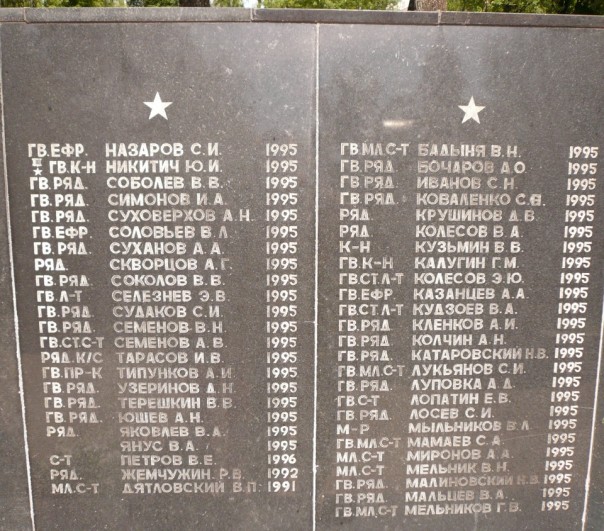 ГВ.ЕФР. НАЗАРОВ С.И. 1995
ГВ.К-Н НИКИТИЧ Ю.И. 1995
ГВ.РЯД. СОБОЛЕВ В.В. 1995
ГВ.РЯД. СИМОНОВ И.А. 1995
ГВ.РЯД. СУХОВЕРХОВ А.Н. 1995
ГВ.ЕФР. СОЛОВЬЕВ В.Л. 1995
ГВ.РЯД. СУХАНОВ А.А. 1995
РЯД. СКВОРЦОВ А.Г. 1995
ГВ.РЯД. СОКОЛОВ В.В. 1995
ГВ.Л-Т СЕЛЕЗНЕВ Э.В. 1995
ГВ.РЯД. СУДАКОВ С.И. 1995
ГВ.РЯД. СЕМЕНОВ В.Н. 1995
ГВ.СТ.С-Т СЕМЕНОВ А.В. 1995
РЯД.К/С ТАРАСОВ И.В. 1995
ГВ.ПР-К ТИПУНКОВ А.И. 1995
ГВ.РЯД. УЗЕРИНОВ Д.Н. 1995
ГВ.РЯД. ТЕРЕШКИН В.В. 1995
ГВ.РЯД. ЮЩЕВ А.Н. 1995
РЯД. ЯКОВЛЕВ В.А. 1995
ЯНУС В.А. 1995
С-Т ПЕТРОВ В.Е. 1996
РЯД. ЖЕМЧУЖИН Р.В. 1992
МЛ.С-Т ДЯТЛОВСКИЙ В.П. 1991
ГВ.МЛ.С-Т БАДЫНЯ В.Н. 1995
ГВ.РЯД. БОЧАРОВ А.О. 1995
ГВ.РЯД. ИВАНОВ С.Н. 1995
ГВ.РЯД. КОВАЛЕНКО 1995
РЯД. КРУШИНОВ Д.В. 1995
РЯД. КОЛЕСОВ В.А. 1995
К-Н КУЗЬМИН В.В. 1995
ГВ.К-Н КАЛУГИН Г.М. 1995
ГВ.СТ.Л-Т КОЛЕСОВ Э.Ю. 1995
ГВ.ЕФР. КАЗАНЦЕВ А.А. 1995
ГВ.СТ.Л-Т КУДЗОЕВ В.А. 1995
ГВ.РЯД. КЛЕНКОВ А.И. 1995
ГВ.РЯД. КОЛЧИН А.Н. 1995
ГВ.РЯД. КАТАРОВСКИЙ Н.В. 1995
ГВ.МЛ.С-Т ЛУКЬЯНОВ С.И. 1995
ГВ.РЯД. ЛУПОВКА А.Д. 1995
ГВ.С-Т ЛОПАТИН Е.В. 1995
ГВ.РЯД. ЛОСЕВ С.И. 1995
М-Р МЫЛЬНИКОВ В.Л. 1995
ГВ.МЛ.С-Т МАМАЕВ С.А. 1995
МЛ.С-Т МИРОНОВ А.А. 1995
МЛ.С-Т МЕЛЬНИК В.Н. 1995
ГВ.РЯД. МАЛИНОВСКИЙ 1995
ГВ.РЯД. МАЛЬЦЕВ В.А. 1995
ГВ.МЛ.С-Т МЕЛЬНИКОВ Г.В. 1995